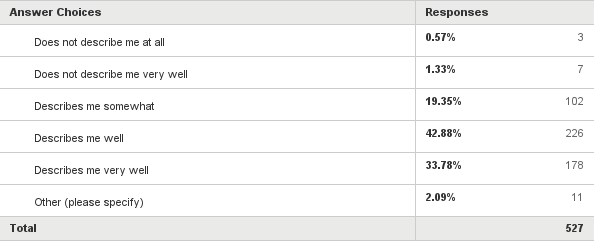 Answer Choices Responses
Does not describe me at all 0.57% 3
Does not describe me very well 1.33% 7
Describes me somewhat 19.35% 102
Describes me well 42.88% 226
Describes me very well 33.78% 178
Other (please specify) 2.09% 11
Total 527